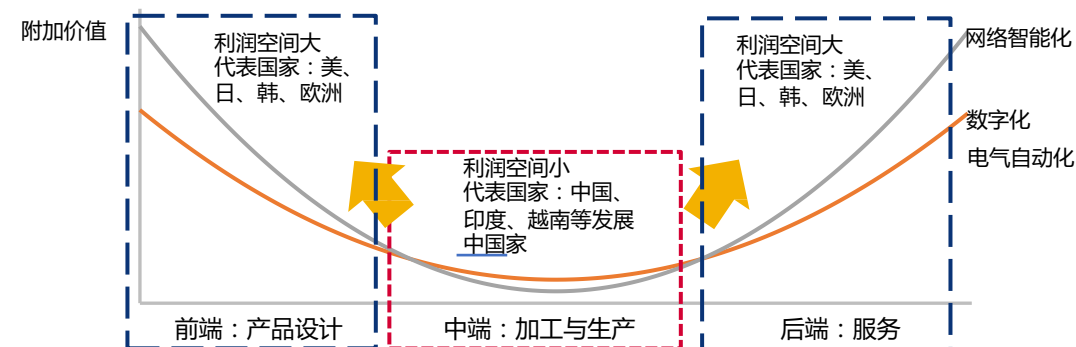 附加价值
利润空间大
代表国家：美、
日、韩、欧洲
利润空间大
代表国家：美、
日、韩、欧洲
网络智能化
数字化
电气自动化
利润空间小
代表国家：中国、
印度、越南等发展
中国家
前端：产品设计
中端：加工与生产
后端：服务